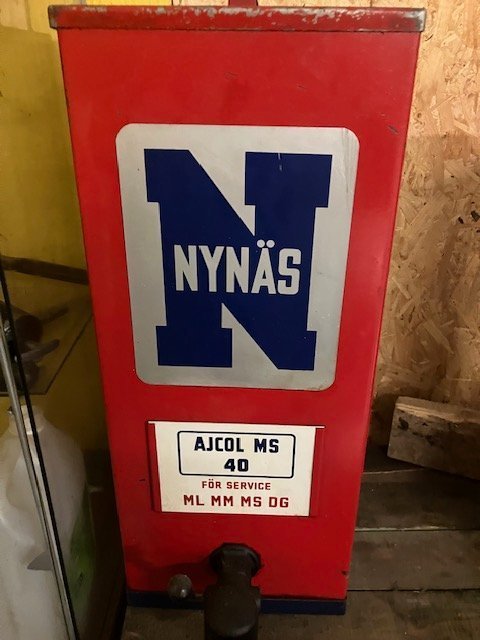 N
NYNÄS
AJCOL MS
40
FÖR SERVICE
ML MM MS DG